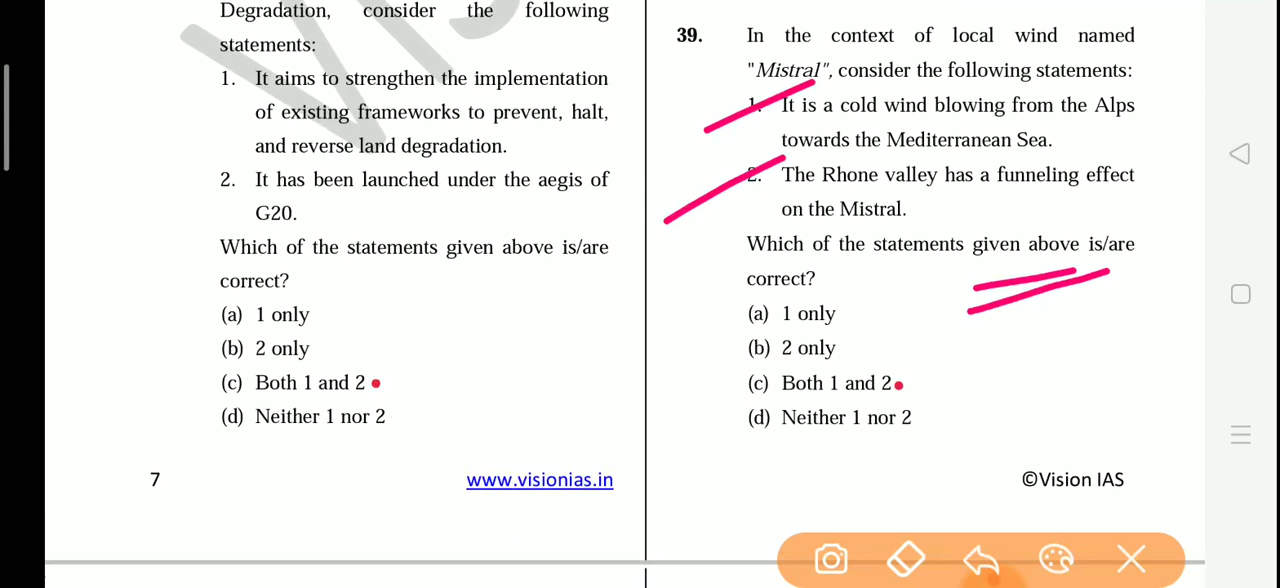 Degradation, consider the following
statements:
1. It aims to strengthen the implementation
of existing frameworks to prevent, halt,
and reverse land degradation.
2. It has been launched under the aegis of
G20.
Which of the statements given above is/are
correct?
(a) 1 only
(b) 2 only
(c) Both 1 and 2
(d) Neither 1 nor 2
7
www.visionias.in
39. In the context of local wind named
"Mistral", consider the following statements:
1. It is a cold wind blowing from the Alps
towards the Mediterranean Sea.
2. The Rhone valley has a funneling effect
on the Mistral.
Which of the statements given above is/are
correct?
(a) 1 only
(b) 2 only
(c) Both 1 and 2
(d) Neither 1 nor 2
©Vision IAS